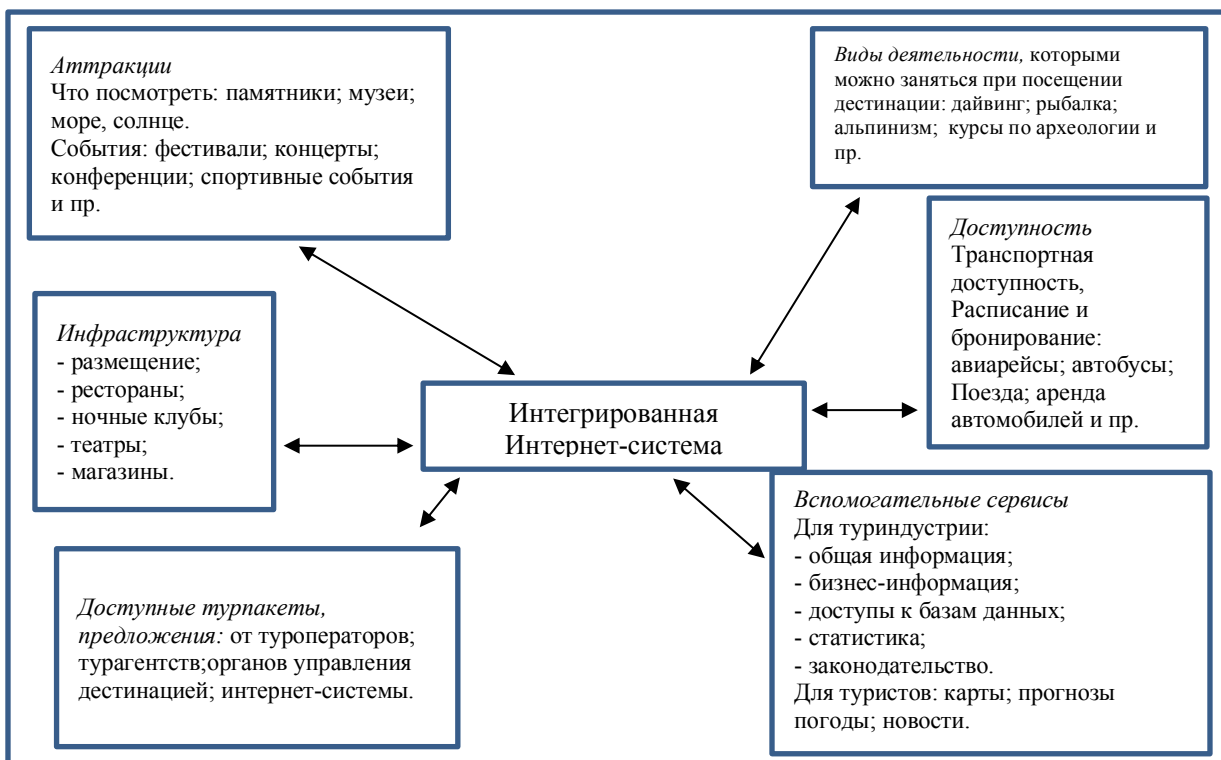 Аттракции
Что посмотреть: памятники; музеи;
море, солнце.
События: фестивали; концерты;
конференции; спортивные события
и пр.
Виды деятельности, которыми
можно заняться при посещении
дестинации: дайвинг; рыбалка;
альпинизм; курсы по археологии и
пр.
Доступность
Транспортная
доступность,
Расписание и
бронирование:
авиарейсы; автобусы;
Поезда; аренда
автомобилей и пр.
Инфраструктура
- размещение;
- рестораны;
- ночные клубы;
- театры;
- магазины.
Интегрированная
Интернет-система
Доступные турпакеты,
предложения: от туроператоров;
турагентств;органов управления
дестинацией; интернет-системы.
Вспомогательные сервисы
Для туриндустрии:
- общая информация;
- бизнес-информация;
- доступы к базам данных;
- статистика;
- законодательство.
Для туристов: карты; прогнозы
погоды; новости.